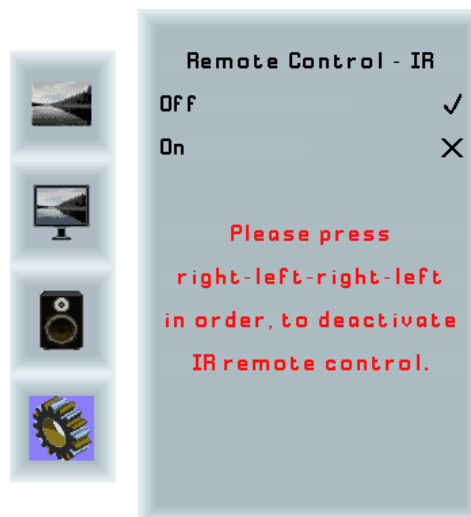 Remote Control - IR
Off ✓
On ✕
Please press
right-left-right-left
in order, to deactivate
IR remote control.